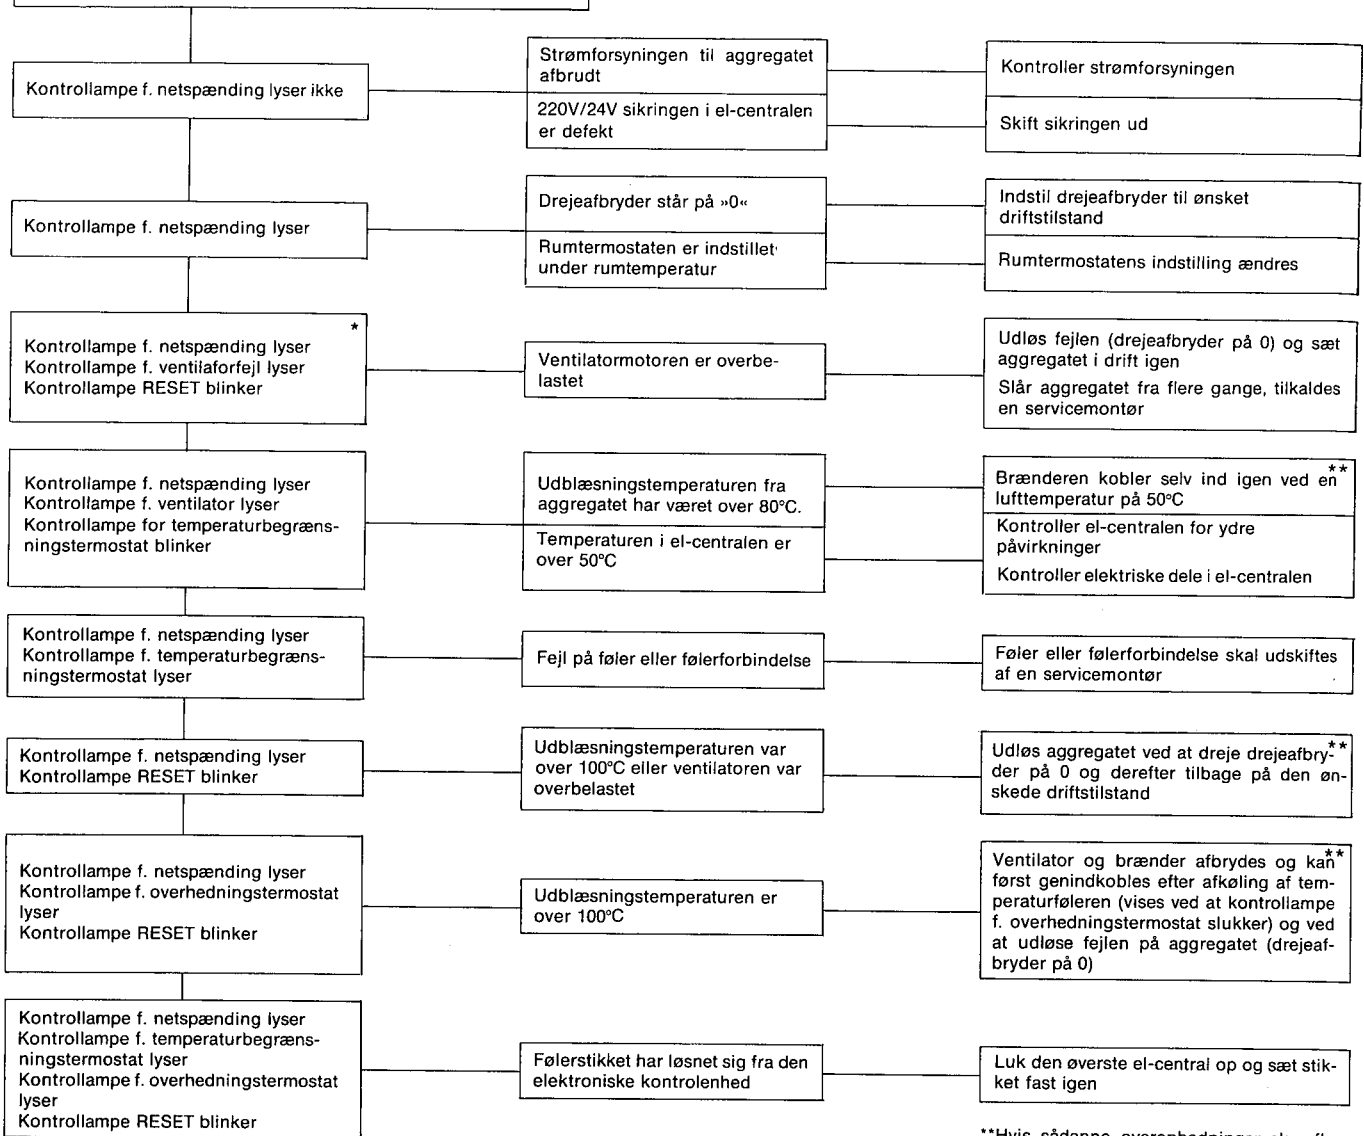 Kontrollampe f. netspænding lyser ikke
Strømforsyningen til aggregatet
afbrudt
Kontroller strømforsyningen
220V/24V sikringen i el-centralen
er defekt
Skift sikringen ud
Kontrollampe f. netspænding lyser
Drejeafbryder står på »0«
Indstil drejeafbryder til ønsket
driftstilstand
Rumtermostaten er indstillet
under rumtemperatur
Rumtermostatens indstilling ændres
*
Kontrollampe f. netspænding lyser
Kontrollampe f. ventilaforfejl lyser
Kontrollampe RESET blinker
Ventilatormotoren er overbe-
lastet
Udløs fejlen (drejeafbryder på 0) og sæt
aggregatet i drift igen
Slår aggregatet fra flere gange, tilkaldes
en servicemontør
Kontrollampe f. netspænding lyser
Kontrollampe f. ventilator lyser
Kontrollampe for temperaturbegræns-
ningstermostat blinker
Udblæsningstemperaturen fra
aggregatet har været over 80°C.
Brænderen kobler selv ind igen ved en**
lufttemperatur på 50°C
Temperaturen i el-centralen er
over 50°C
Kontroller el-centralen for ydre
påvirkninger
Kontroller elektriske dele i el-centralen
Kontrollampe f. netspænding lyser
Kontrollampe f. temperaturbegræns-
ningstermostat lyser
Fejl på føler eller følerforbindelse
Føler eller følerforbindelse skal udskiftes
af en servicemontør
Kontrollampe f. netspænding lyser
Kontrollampe RESET blinker
Udblæsningstemperaturen var
over 100°C eller ventilatoren var
overbelastet
Udløs aggregatet ved at dreje drejeafbry-**
der på 0 og derefter tilbage på den øn-
skede driftstilstand
Kontrollampe f. netspænding lyser
Kontrollampe f. overhedningstermostat
lyser
Kontrollampe RESET blinker
Udblæsningstemperaturen er
over 100°C
Ventilator og brænder afbrydes og kan**
først genindkobles efter afkøling af tem-
peraturføleren (vises ved at kontrollampe
f. overhedningstermostat slukker) og ved
at udløse fejlen på aggregatet (drejeaf-
bryder på 0)
Kontrollampe f. netspænding lyser
Kontrollampe f. temperaturbegræns-
ningstermostat lyser
Kontrollampe f. overhedningstermostat
lyser
Kontrollampe RESET blinker
Følerstikket har løsnet sig fra den
elektroniske kontrolenhed
Luk den øverste el-central op og sæt stik-
ket fast igen
**Hvis sådanne